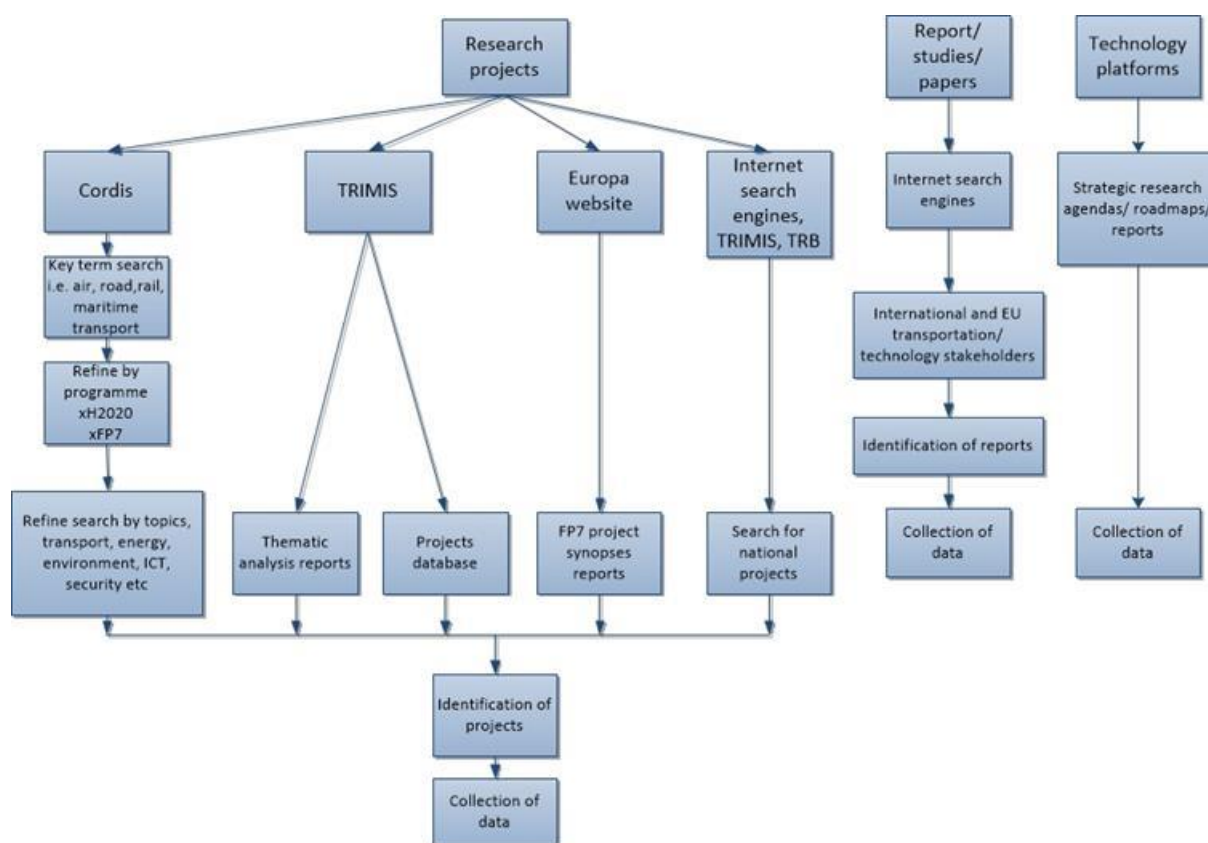 Research
projects
Report/
studies/
papers
Technology
platforms
Cordis
TRIMIS
Europa
website
Internet
search
engines,
TRIMIS, TRB
Internet search
engines
Strategic research
agendas/ roadmaps/
reports
Key term search
i.e. air, road,rail,
maritime
transport
International and EU
transportation/
technology stakeholders
Refine by
programme
xH2020
xFP7
Identification of reports
Refine search by topics,
transport, energy,
environment, ICT,
security etc
Thematic
analysis reports
Projects
database
FP7 project
synopses
reports
Search for
national
projects
Collection of
data
Collection of
data
Identification of
projects
Collection of
data